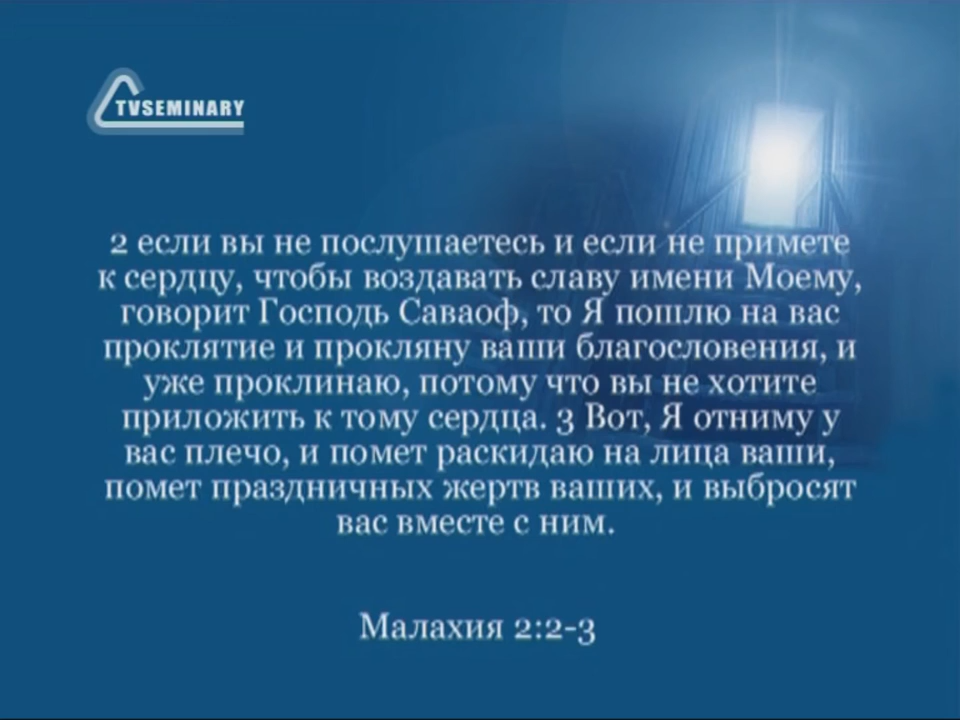 TVSEMINARY
2 если вы не послушаетесь и если не примете
к сердцу, чтобы воздавать славу имени Моему,
говорит Господь Саваоф, то Я пошлю на вас
проклятие и прокляну ваши благословения, и
уже проклинаю, потому что вы не хотите
приложить к тому сердца. 3 Вот, Я отниму у
вас плечо, и помет раскидаю на лица ваши,
помет праздничных жертв ваших, и выбросят
вас вместе с ним.
Малахия 2:2-3